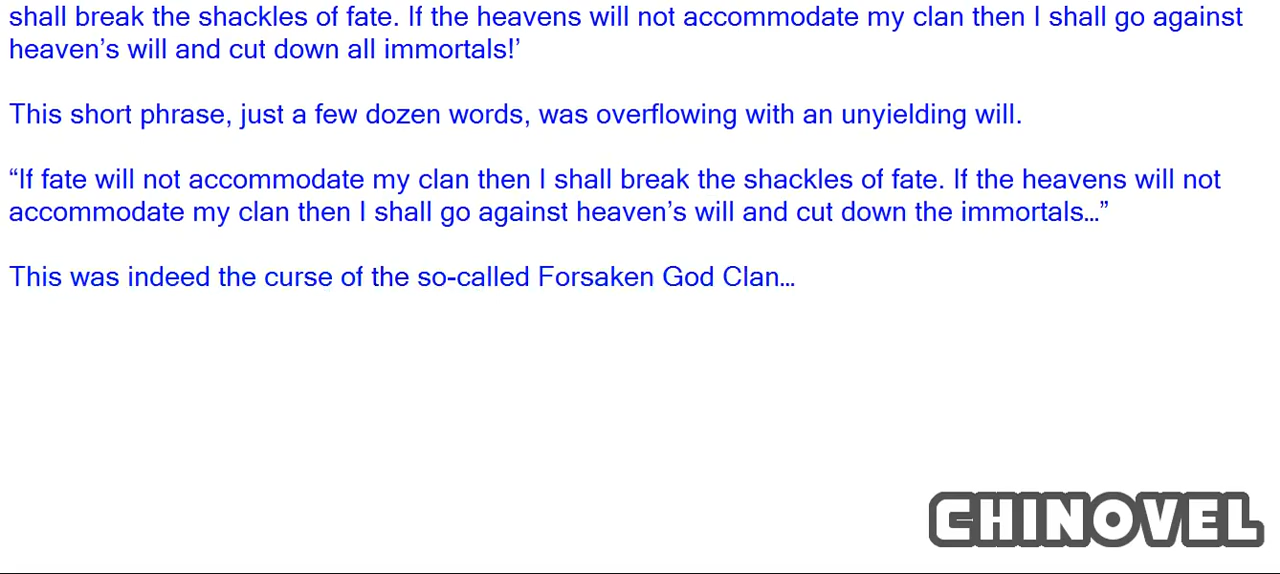 shall break the shackles of fate. If the heavens will not accommodate my clan then I shall go against
heaven’s will and cut down all immortals!’
This short phrase, just a few dozen words, was overflowing with an unyielding will.
“If fate will not accommodate my clan then I shall break the shackles of fate. If the heavens will not
accommodate my clan then I shall go against heaven’s will and cut down the immortals…”
This was indeed the curse of the so-called Forsaken God Clan…
CHINOVEL